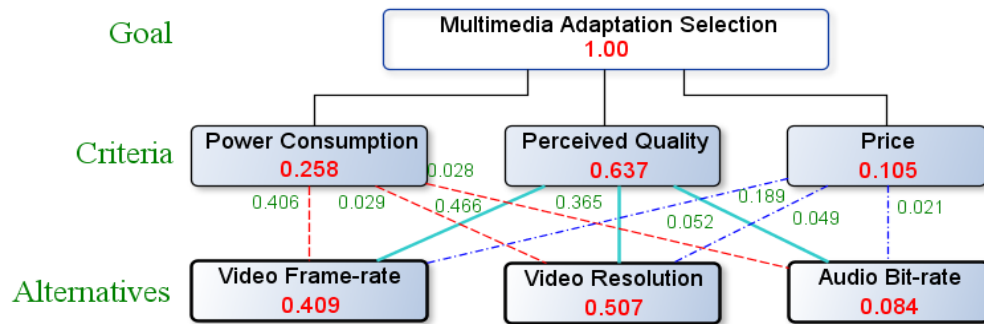 Goal
Multimedia Adaptation Selection
1.00
Criteria
Power Consumption
0.258
Perceived Quality
0.637
Price
0.105
0.028
0.406
0.029
0.466
0.365
0.052
0.189
0.049
0.021
Alternatives
Video Frame-rate
0.409
Video Resolution
0.507
Audio Bit-rate
0.084